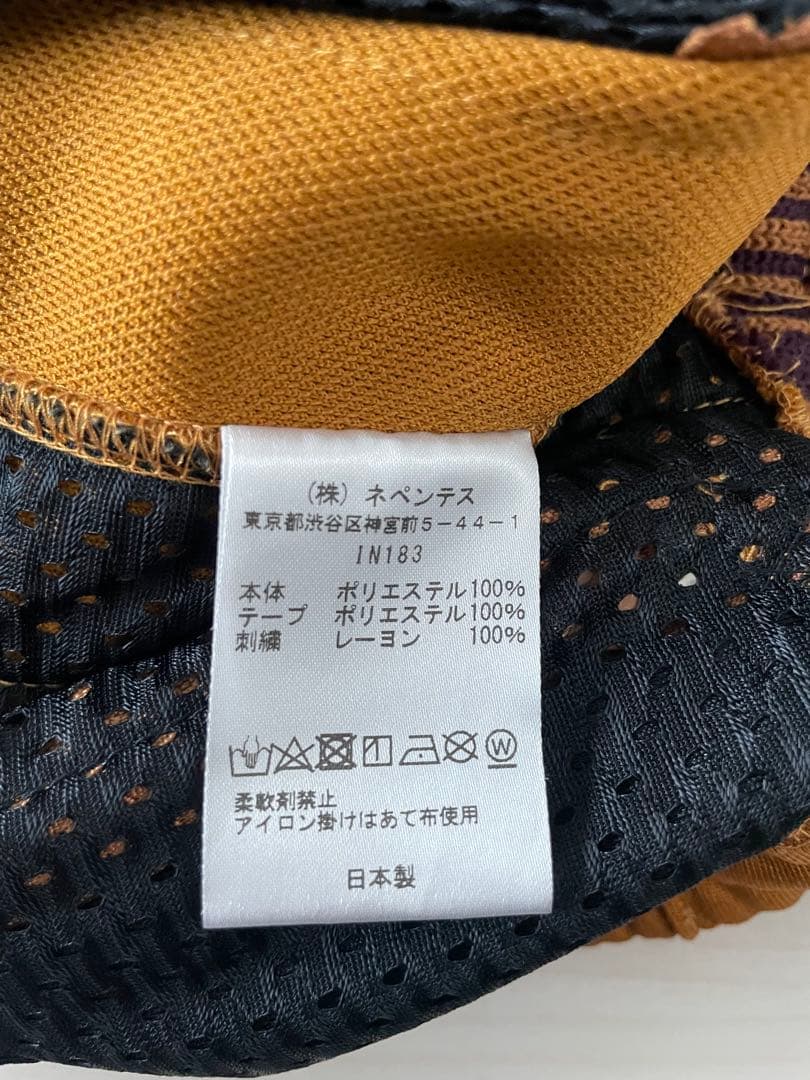 (株) ネペンテス
東京都渋谷区神宮前5-44-1
IN183
本体 ポリエステル100%
テープ ポリエステル100%
刺繍 レーヨン 100%
W
柔軟剤禁止
アイロン掛けはあて布使用
日本製